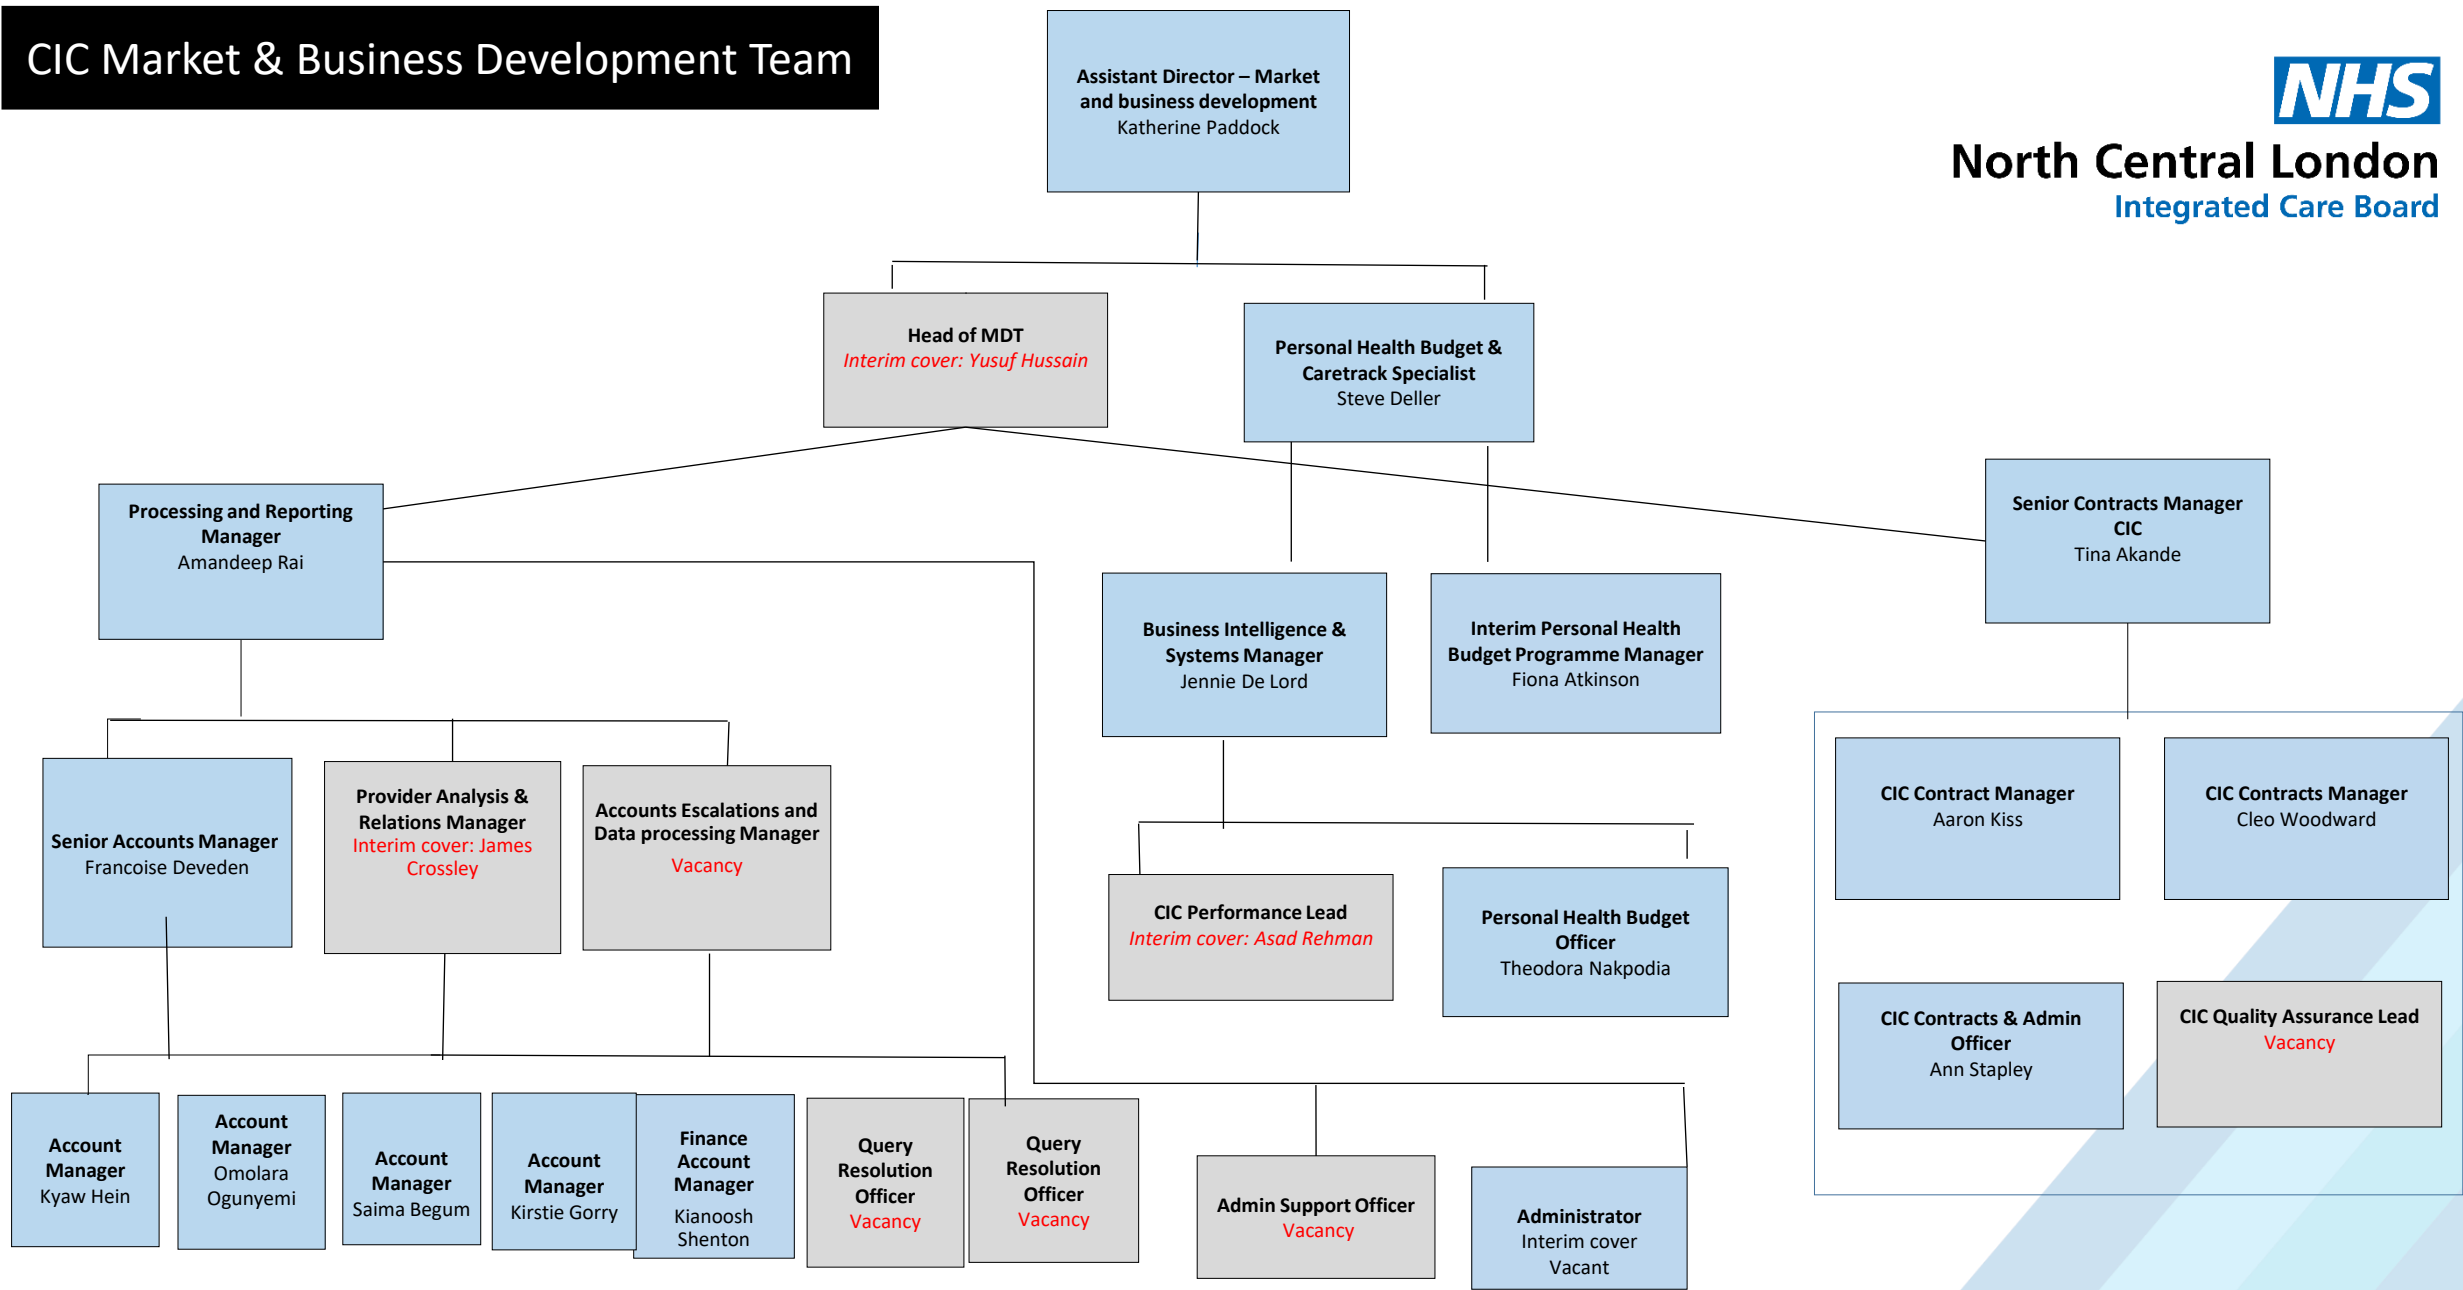 CIC Market & Business Development Team
Assistant Director – Market
and business development
Katherine Paddock
NHS
North Central London
Integrated Care Board
Head of MDT
Interim cover: Yusuf Hussain
Personal Health Budget &
Caretrack Specialist
Steve Deller
Processing and Reporting
Manager
Amandeep Rai
Senior Contracts Manager
CIC
Tina Akande
Business Intelligence &
Systems Manager
Jennie De Lord
Interim Personal Health
Budget Programme Manager
Fiona Atkinson
Senior Accounts Manager
Francoise Deveden
Provider Analysis &
Relations Manager
Interim cover: James
Crossley
Accounts Escalations and
Data processing Manager
Vacancy
CIC Contract Manager
Aaron Kiss
CIC Contracts Manager
Cleo Woodward
CIC Performance Lead
Interim cover: Asad Rehman
Personal Health Budget
Officer
Theodora Nakpodia
CIC Contracts & Admin
Officer
Ann Stapley
CIC Quality Assurance Lead
Vacancy
Account
Manager
Kyaw Hein
Account
Manager
Omolara
Ogunyemi
Account
Manager
Saima Begum
Account
Manager
Kirstie Gorry
Finance
Account
Manager
Kianoosh
Shenton
Query
Resolution
Officer
Vacancy
Query
Resolution
Officer
Vacancy
Admin Support Officer
Vacancy
Administrator
Interim cover
Vacant